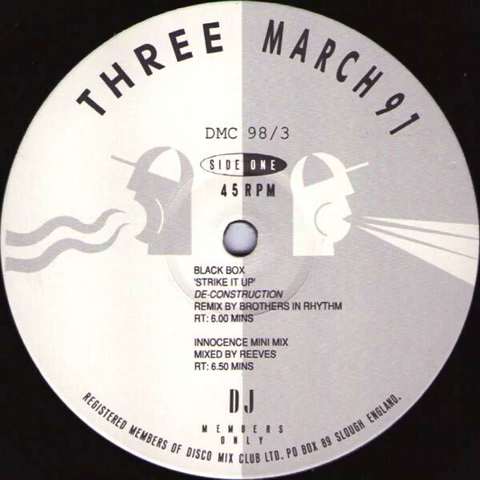 THREE MARCH 91
DMC 98/3
SIDE ONE
45 RPM
BLACK BOX
'STRIKE IT UP'
DE-CONSTRUCTION
REMIX BY BROTHERS IN RHYTHM
RT: 6.00 MINS
INNOCENCE MINI MIX
MIXED BY REEVES
RT: 6.50 MINS
DJ
MEMBERS
ONLY
REGISTERED MEMBERS OF DISCO MIX CLUB LTD. PO BOX 89 SLOUGH ENGLAND.